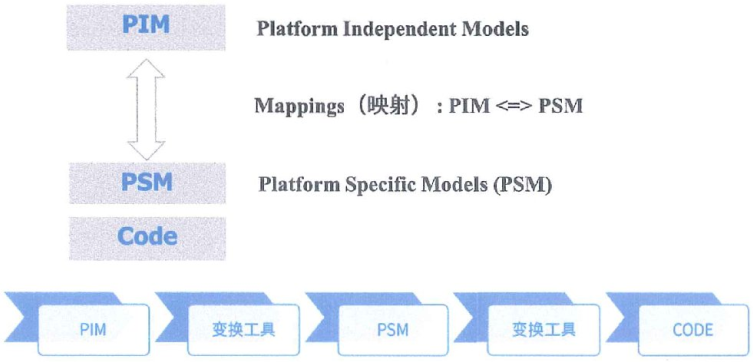 PIM
Platform Independent Models
Mappings（映射）: PIM <=> PSM
PSM
Platform Specific Models (PSM)
Code
PIM
变换工具
PSM
变换工具
CODE